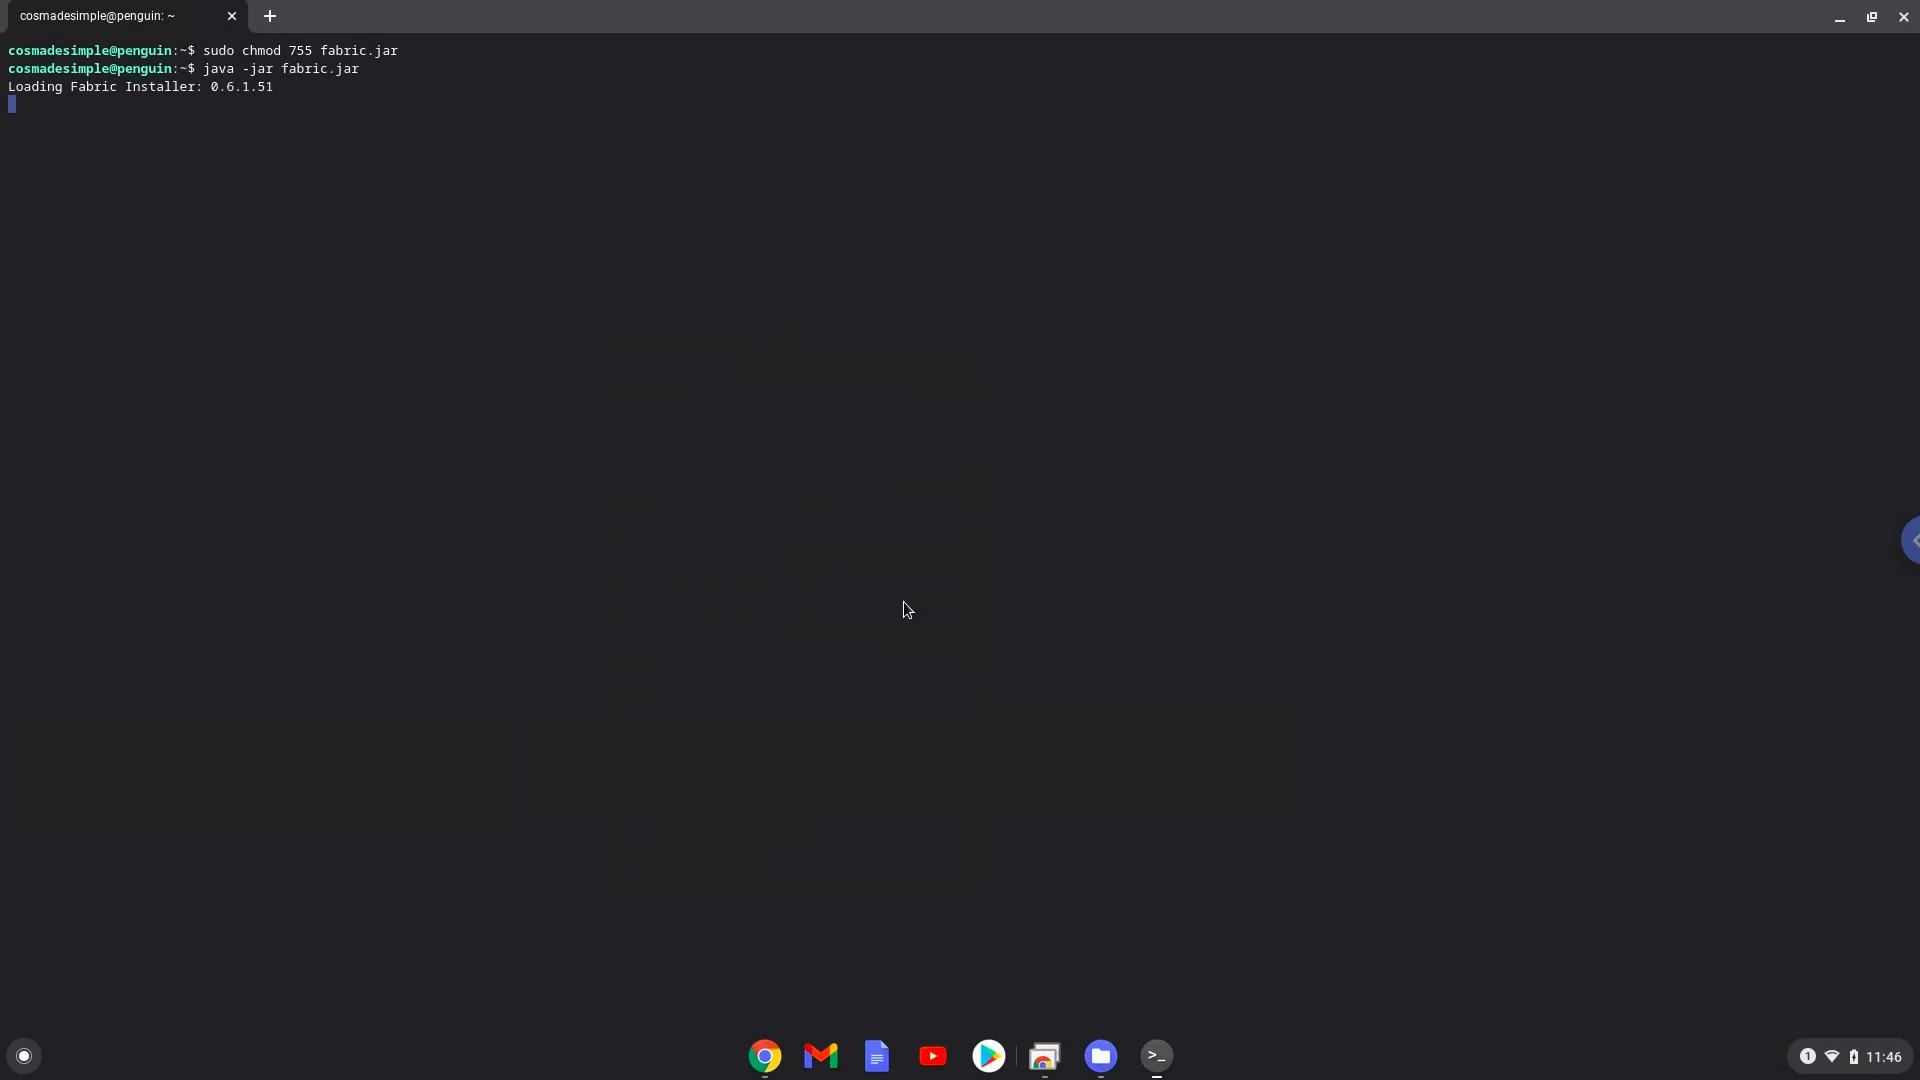 cosmadesimple@penguin: ~
cosmadesimple@penguin:~$ sudo chmod 755 fabric.jar
cosmadesimple@penguin:~$ java -jar fabric.jar
Loading Fabric Installer: 0.6.1.51
>_
1
11:46